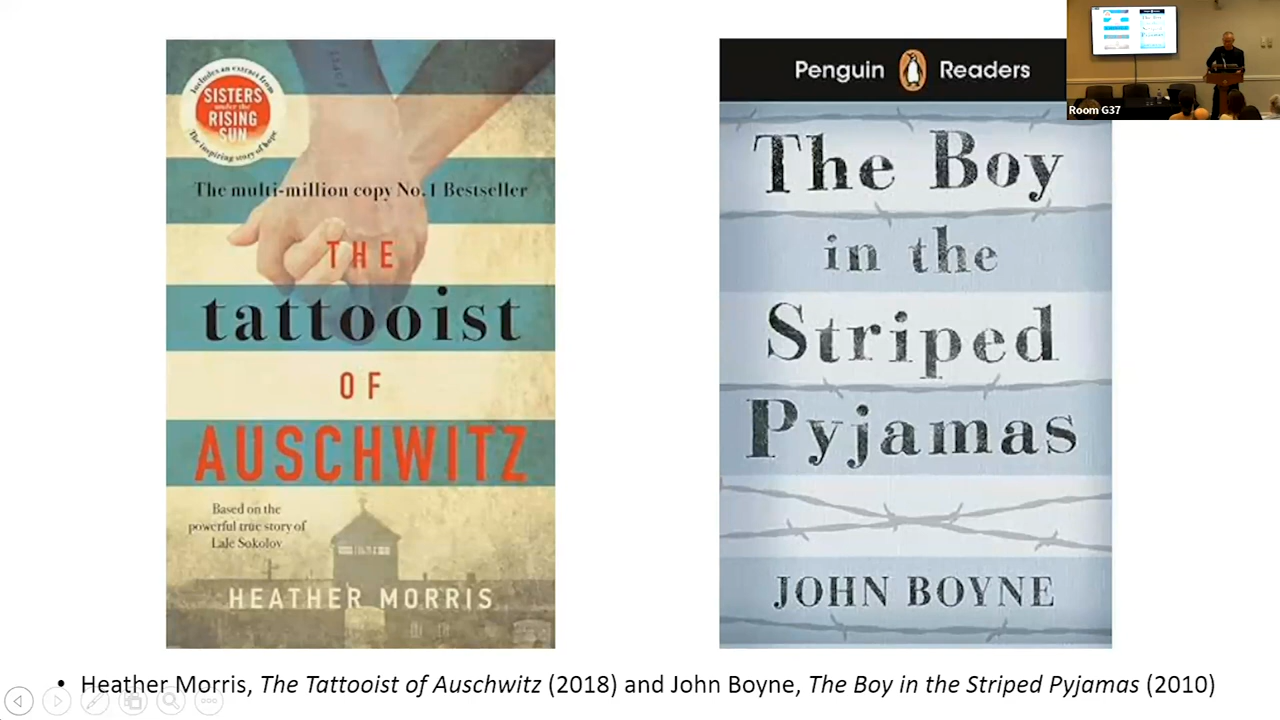 Includes an extract from
SISTERS
under the
RISING
SUN
The inspiring story of hope
The multi-million copy No. 1 Bestseller
THE
tattooist
OF
AUSCHWITZ
Based on the
powerful true story of
Lale Sokolov
HEATHER MORRIS
Penguin Readers
The Boy
in the
Striped
Pyjamas
JOHN BOYNE
Room G37
• Heather Morris, The Tattooist of Auschwitz (2018) and John Boyne, The Boy in the Striped Pyjamas (2010)